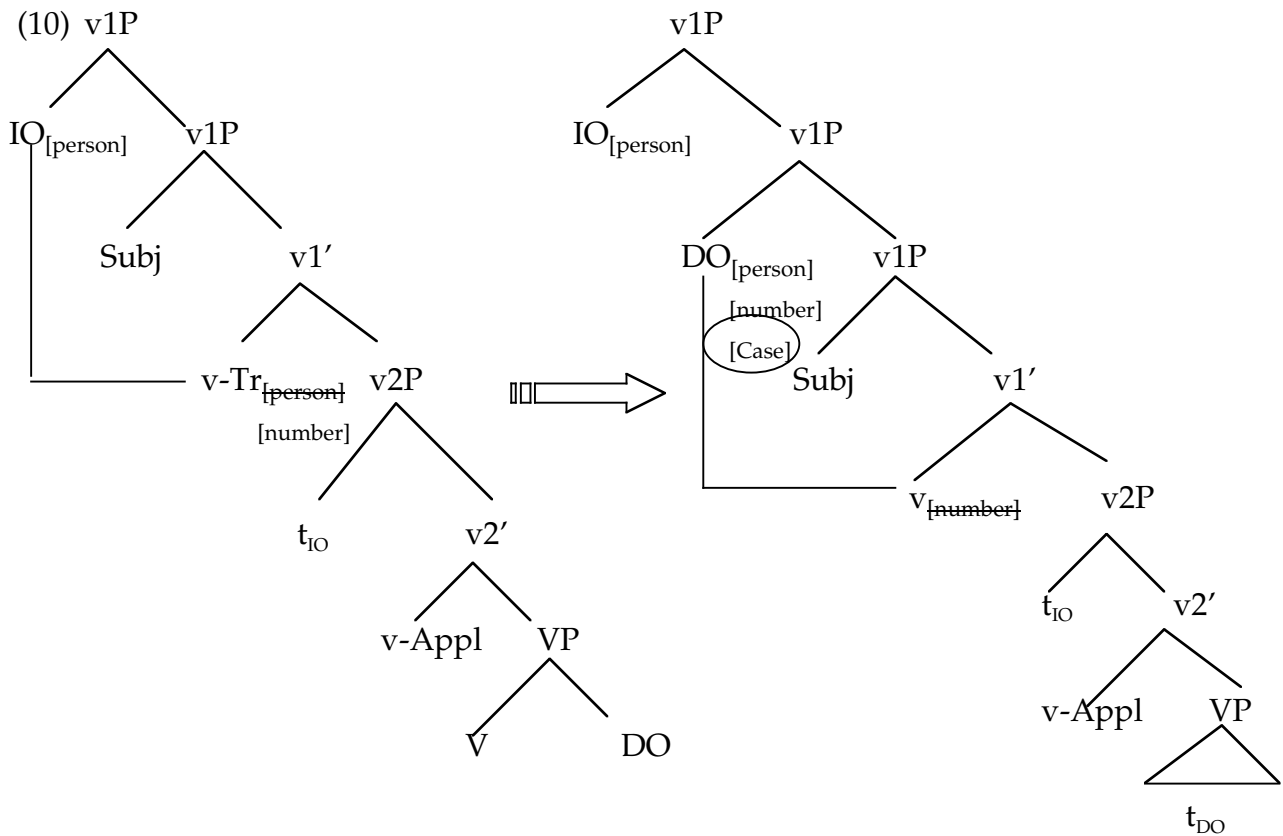 (10) v1P v1P
IO[person] v1P IO[person] v1P
Subj v1’ DO[person] v1P
[number]
[Case] Subj v1’
v-Tr[person] v2P
[number]
v[number] v2P
tIO v2’
tIO v2’
v-Appl VP
v-Appl VP
V DO
tDO